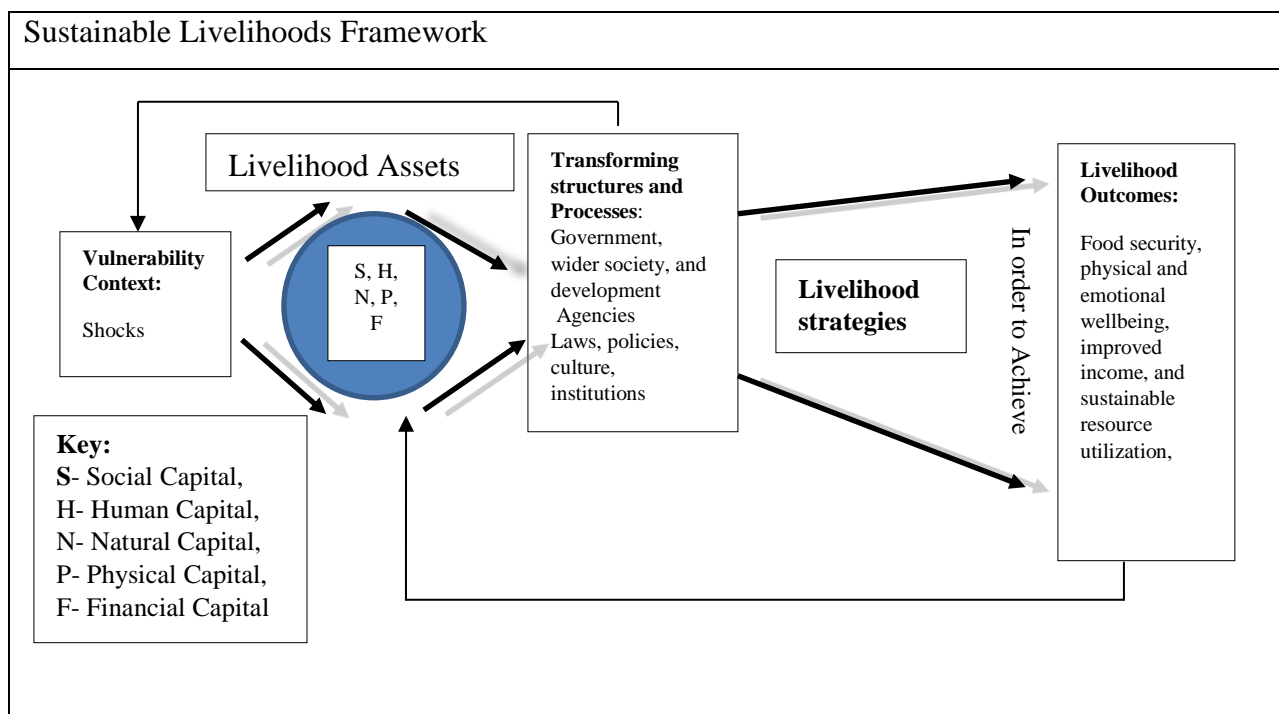 Sustainable Livelihoods Framework
Livelihood Assets
Vulnerability
Context:
Shocks
S, H,
N, P,
F
Transforming
structures and
Processes:
Government,
wider society, and
development
Agencies
Laws, policies,
culture,
institutions
Livelihood
strategies
In order to Achieve
Livelihood
Outcomes:
Food security,
physical and
emotional
wellbeing,
improved
income, and
sustainable
resource
utilization,
Key:
S- Social Capital,
H- Human Capital,
N- Natural Capital,
P- Physical Capital,
F- Financial Capital